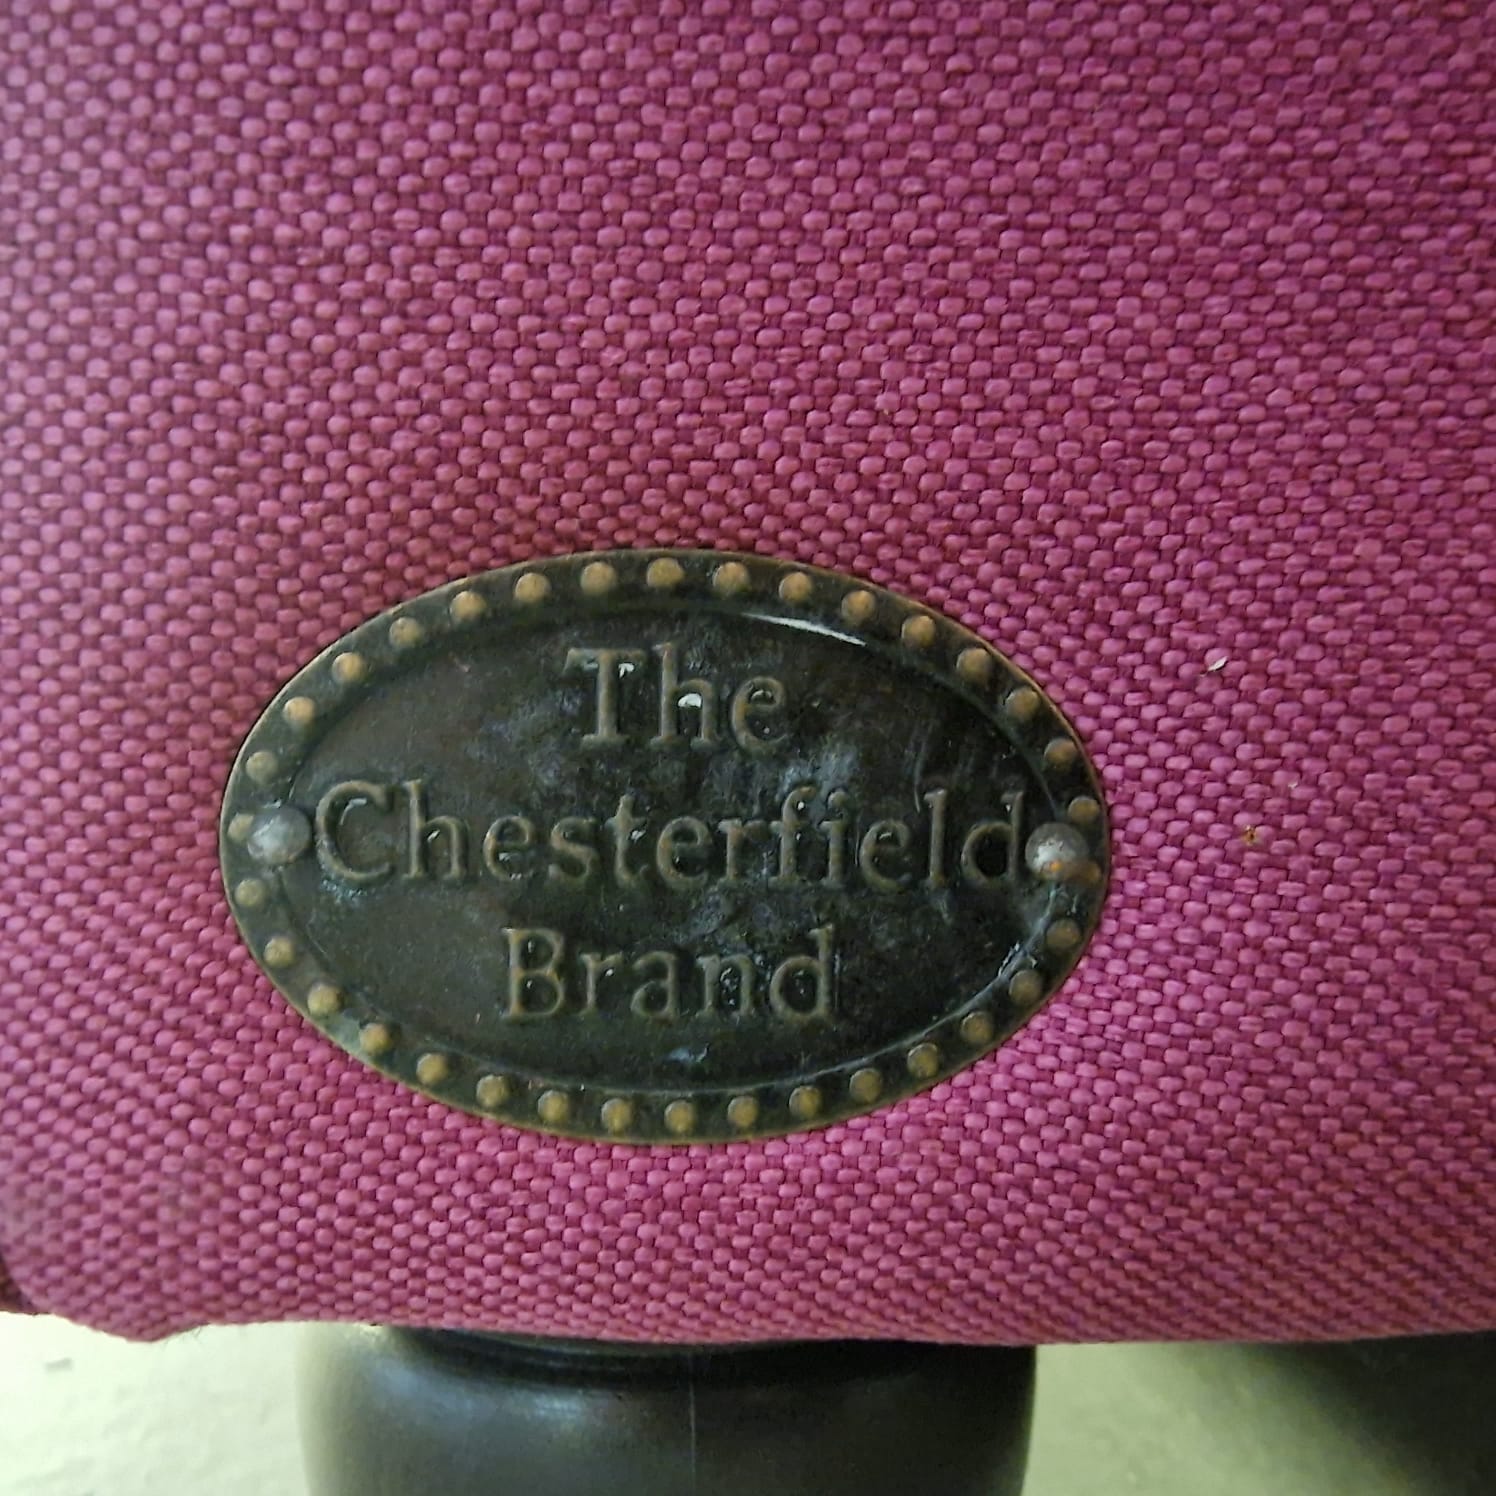 The
Chesterfield
Brand